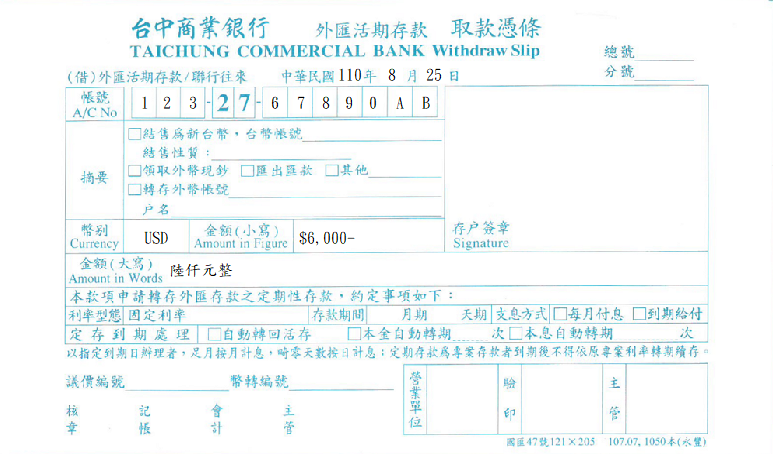 台中商業銀行 外匯活期存款 取款憑條
TAICHUNG COMMERCIAL BANK Withdraw Slip
總號
(借)外匯活期存款/聯行往來 中華民國110年 8 月 25 日
分號
帳號
A/C No
1 2 3 - 2 7 - 6 7 8 9 0 A B
摘要
□結售為新台幣，台幣帳號
結售性質：
□領取外幣現鈔 □匯出匯款 □其他
□轉存外幣帳號
戶名
幣別
Currency
USD
金額(小寫)
Amount in Figure
$6,000-
存戶簽章
Signature
金額(大寫)
Amount in Words
陸仟元整
本款項申請轉存外匯存款之定期性存款，約定事項如下：
利率型態 固定利率 存款期間 月期 天期 支息方式 □每月付息 □到期給付
定存到期處理 □自動轉回活存 □本金自動轉期 次 □本息自動轉期 次
以指定到期日辦理者，足月按月計息，畸零天數按日計息；定期存款為專案存款者到期後不得依原專案利率轉期續存。
議價編號 幣轉編號
營業單位
驗印
主管
核章 記帳 會計 主管
國匯47號121×205 107.07, 1050本(永豐)